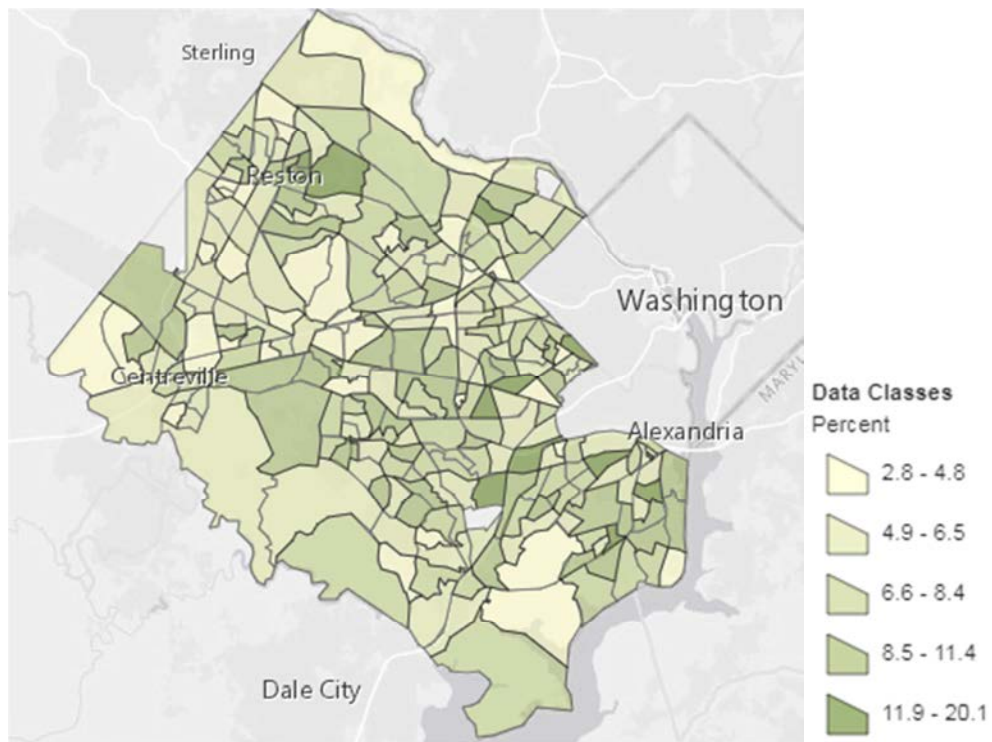 Sterling
Reston
Washington
Centreville
MARYL
Alexandria
Dale City
Data Classes
Percent
2.8 - 4.8
4.9 - 6.5
6.6 - 8.4
8.5 - 11.4
11.9 - 20.1